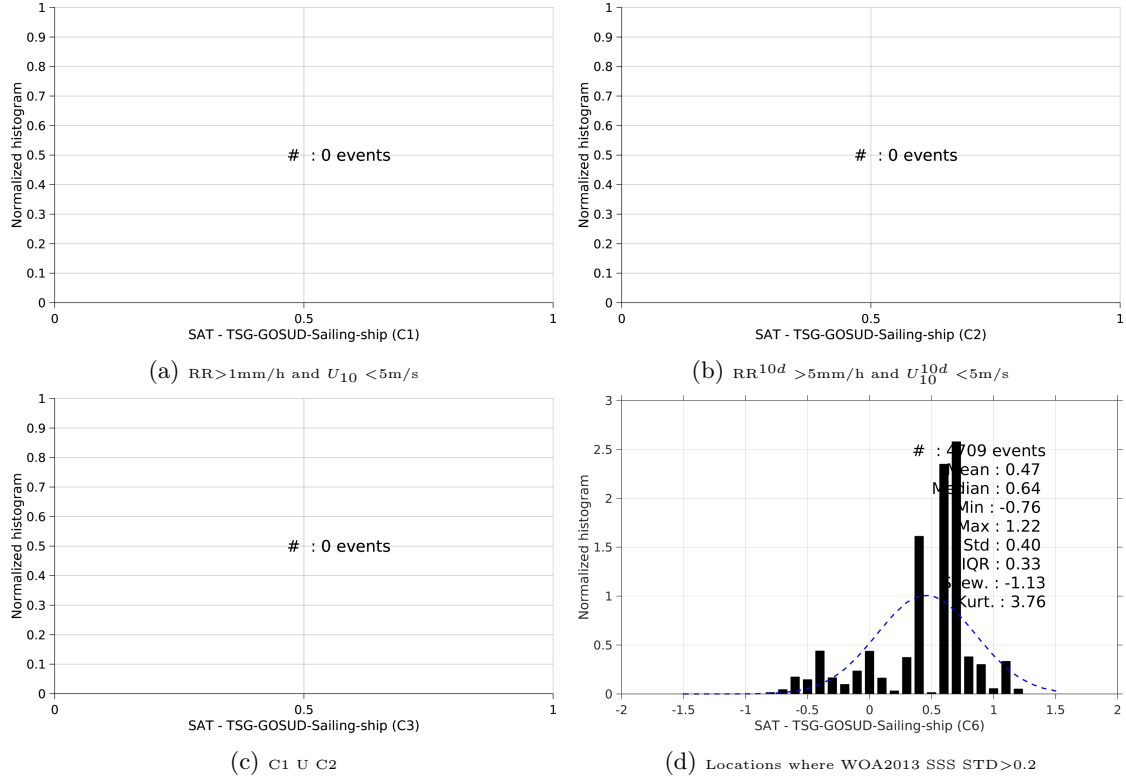 1
0.9
0.8
0.7
0.6
0.5
0.4
0.3
0.2
0.1
0
Normalized histogram
# : 0 events
0 0.5 1
SAT - TSG-GOSUD-Sailing-ship (C1)
(a) RR>1mm/h and U10 <5m/s
1
0.9
0.8
0.7
0.6
0.5
0.4
0.3
0.2
0.1
0
Normalized histogram
# : 0 events
0 0.5 1
SAT - TSG-GOSUD-Sailing-ship (C2)
(b) RR10d >5mm/h and U10d10 <5m/s
1
0.9
0.8
0.7
0.6
0.5
0.4
0.3
0.2
0.1
0
Normalized histogram
# : 0 events
0 0.5 1
SAT - TSG-GOSUD-Sailing-ship (C3)
(c) C1 U C2
3
2.5
2
1.5
1
0.5
0
Normalized histogram
# : 4709 events
Mean : 0.47
Median : 0.64
Min : -0.76
Max : 1.22
Std : 0.40
IQR : 0.33
Skew. : -1.13
Kurt. : 3.76
-2 -1.5 -1 -0.5 0 0.5 1 1.5 2
SAT - TSG-GOSUD-Sailing-ship (C6)
(d) Locations where WOA2013 SSS STD>0.2